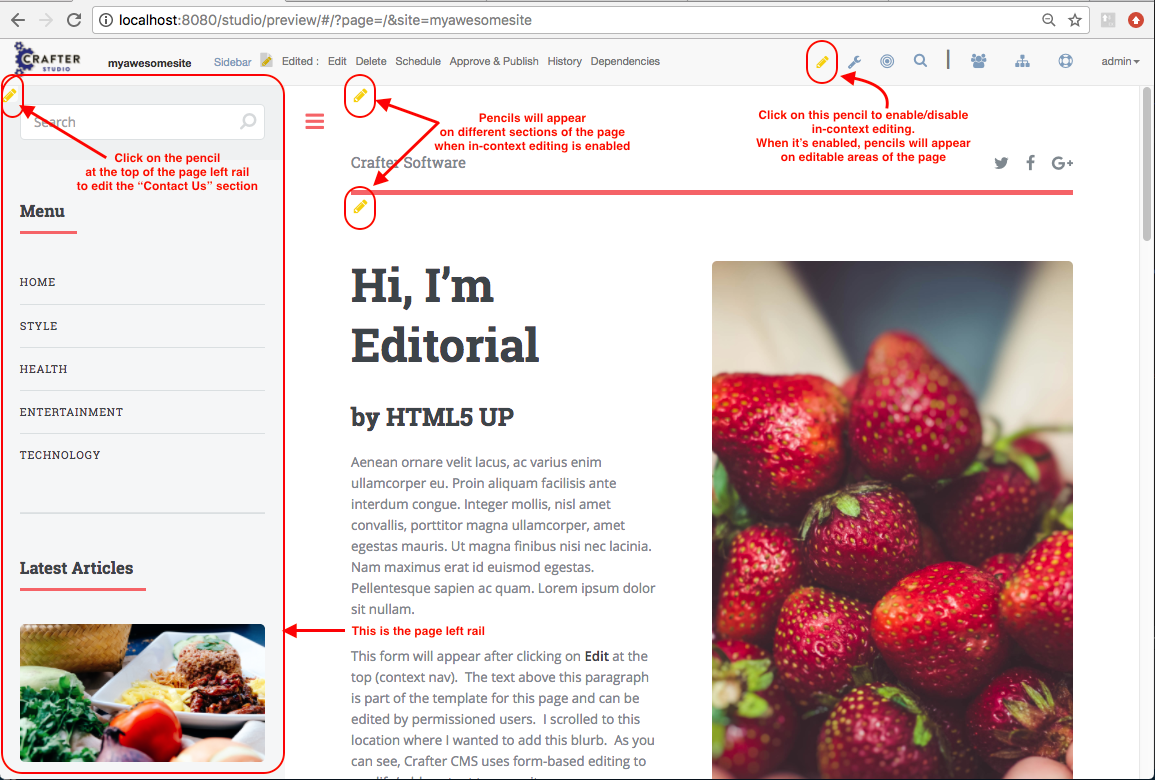 localhost:8080/studio/preview/#/?page=/&site=myawesomesite
CRAFTER
STUDIO
myawesomesite
Sidebar
Edited :
Edit
Delete
Schedule
Approve & Publish
History
Dependencies
admin
Search
Click on the pencil
at the top of the page left rail
to edit the “Contact Us” section
Pencils will appear
on different sections of the page
when in-context editing is enabled
Click on this pencil to enable/disable
in-context editing.
When it’s enabled, pencils will appear
on editable areas of the page
Crafter Software
G+
Menu
HOME
STYLE
HEALTH
ENTERTAINMENT
TECHNOLOGY
Latest Articles
Hi, I’m
Editorial
by HTML5 UP
Aenean ornare velit lacus, ac varius enim
ullamcorper eu. Proin aliquam facilisis ante
interdum congue. Integer mollis, nisl amet
convallis, porttitor magna ullamcorper, amet
egestas mauris. Ut magna finibus nisi nec lacinia.
Nam maximus erat id euismod egestas.
Pellentesque sapien ac quam. Lorem ipsum dolor
sit nullam.
This is the page left rail
This form will appear after clicking on Edit at the
top (context nav).  The text above this paragraph
is part of the template for this page and can be
edited by permissioned users.  I scrolled to this
location where I wanted to add this blurb.  As you
can see, Crafter CMS uses form-based editing to